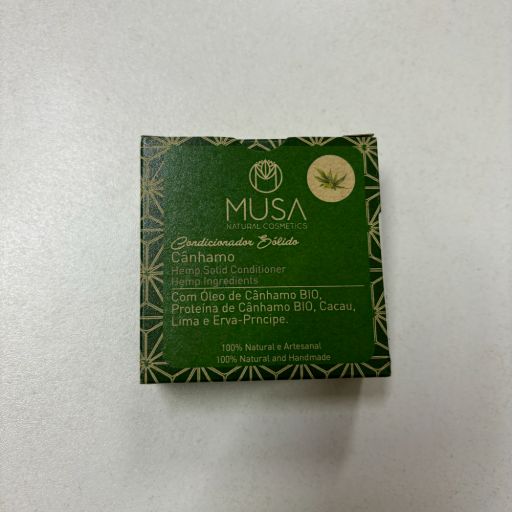 MUSA
NATURAL COSMETICS
Condicionador Sólido
Cânhamo
Hemp Solid Conditioner
Hemp Ingredients
Com Óleo de Cânhamo BIO,
Proteína de Cânhamo BIO, Cacau,
Lima e Erva-Prncipe.
100% Natural e Artesanal
100% Natural and Handmade